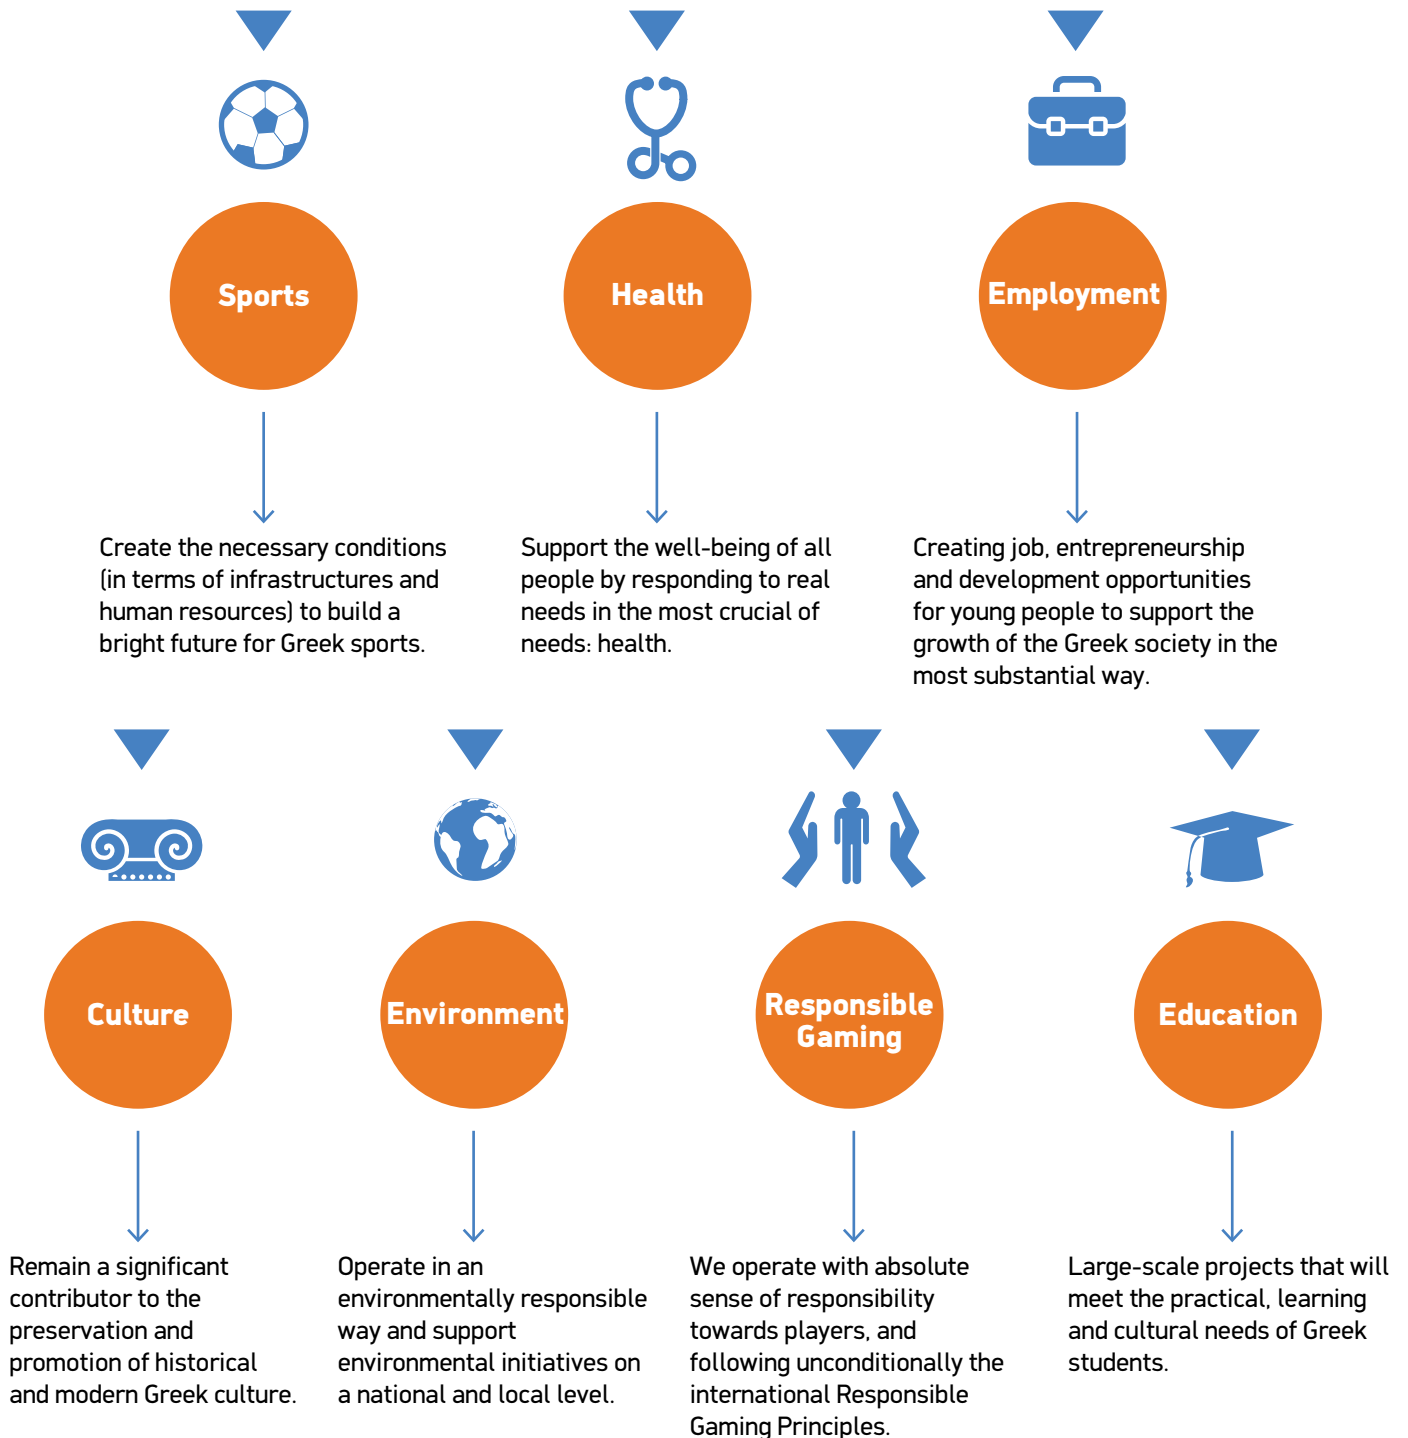 Sports
Health
Employment
Create the necessary conditions
(in terms of infrastructures and
human resources) to build a
bright future for Greek sports.
Support the well-being of all
people by responding to real
needs in the most crucial of
needs: health.
Creating job, entrepreneurship
and development opportunities
for young people to support the
growth of the Greek society in the
most substantial way.
Culture
Environment
Responsible
Gaming
Education
Remain a significant
contributor to the
preservation and
promotion of historical
and modern Greek culture.
Operate in an
environmentally responsible
way and support
environmental initiatives on
a national and local level.
We operate with absolute
sense of responsibility
towards players, and
following unconditionally the
international Responsible
Gaming Principles.
Large-scale projects that will
meet the practical, learning
and cultural needs of Greek
students.